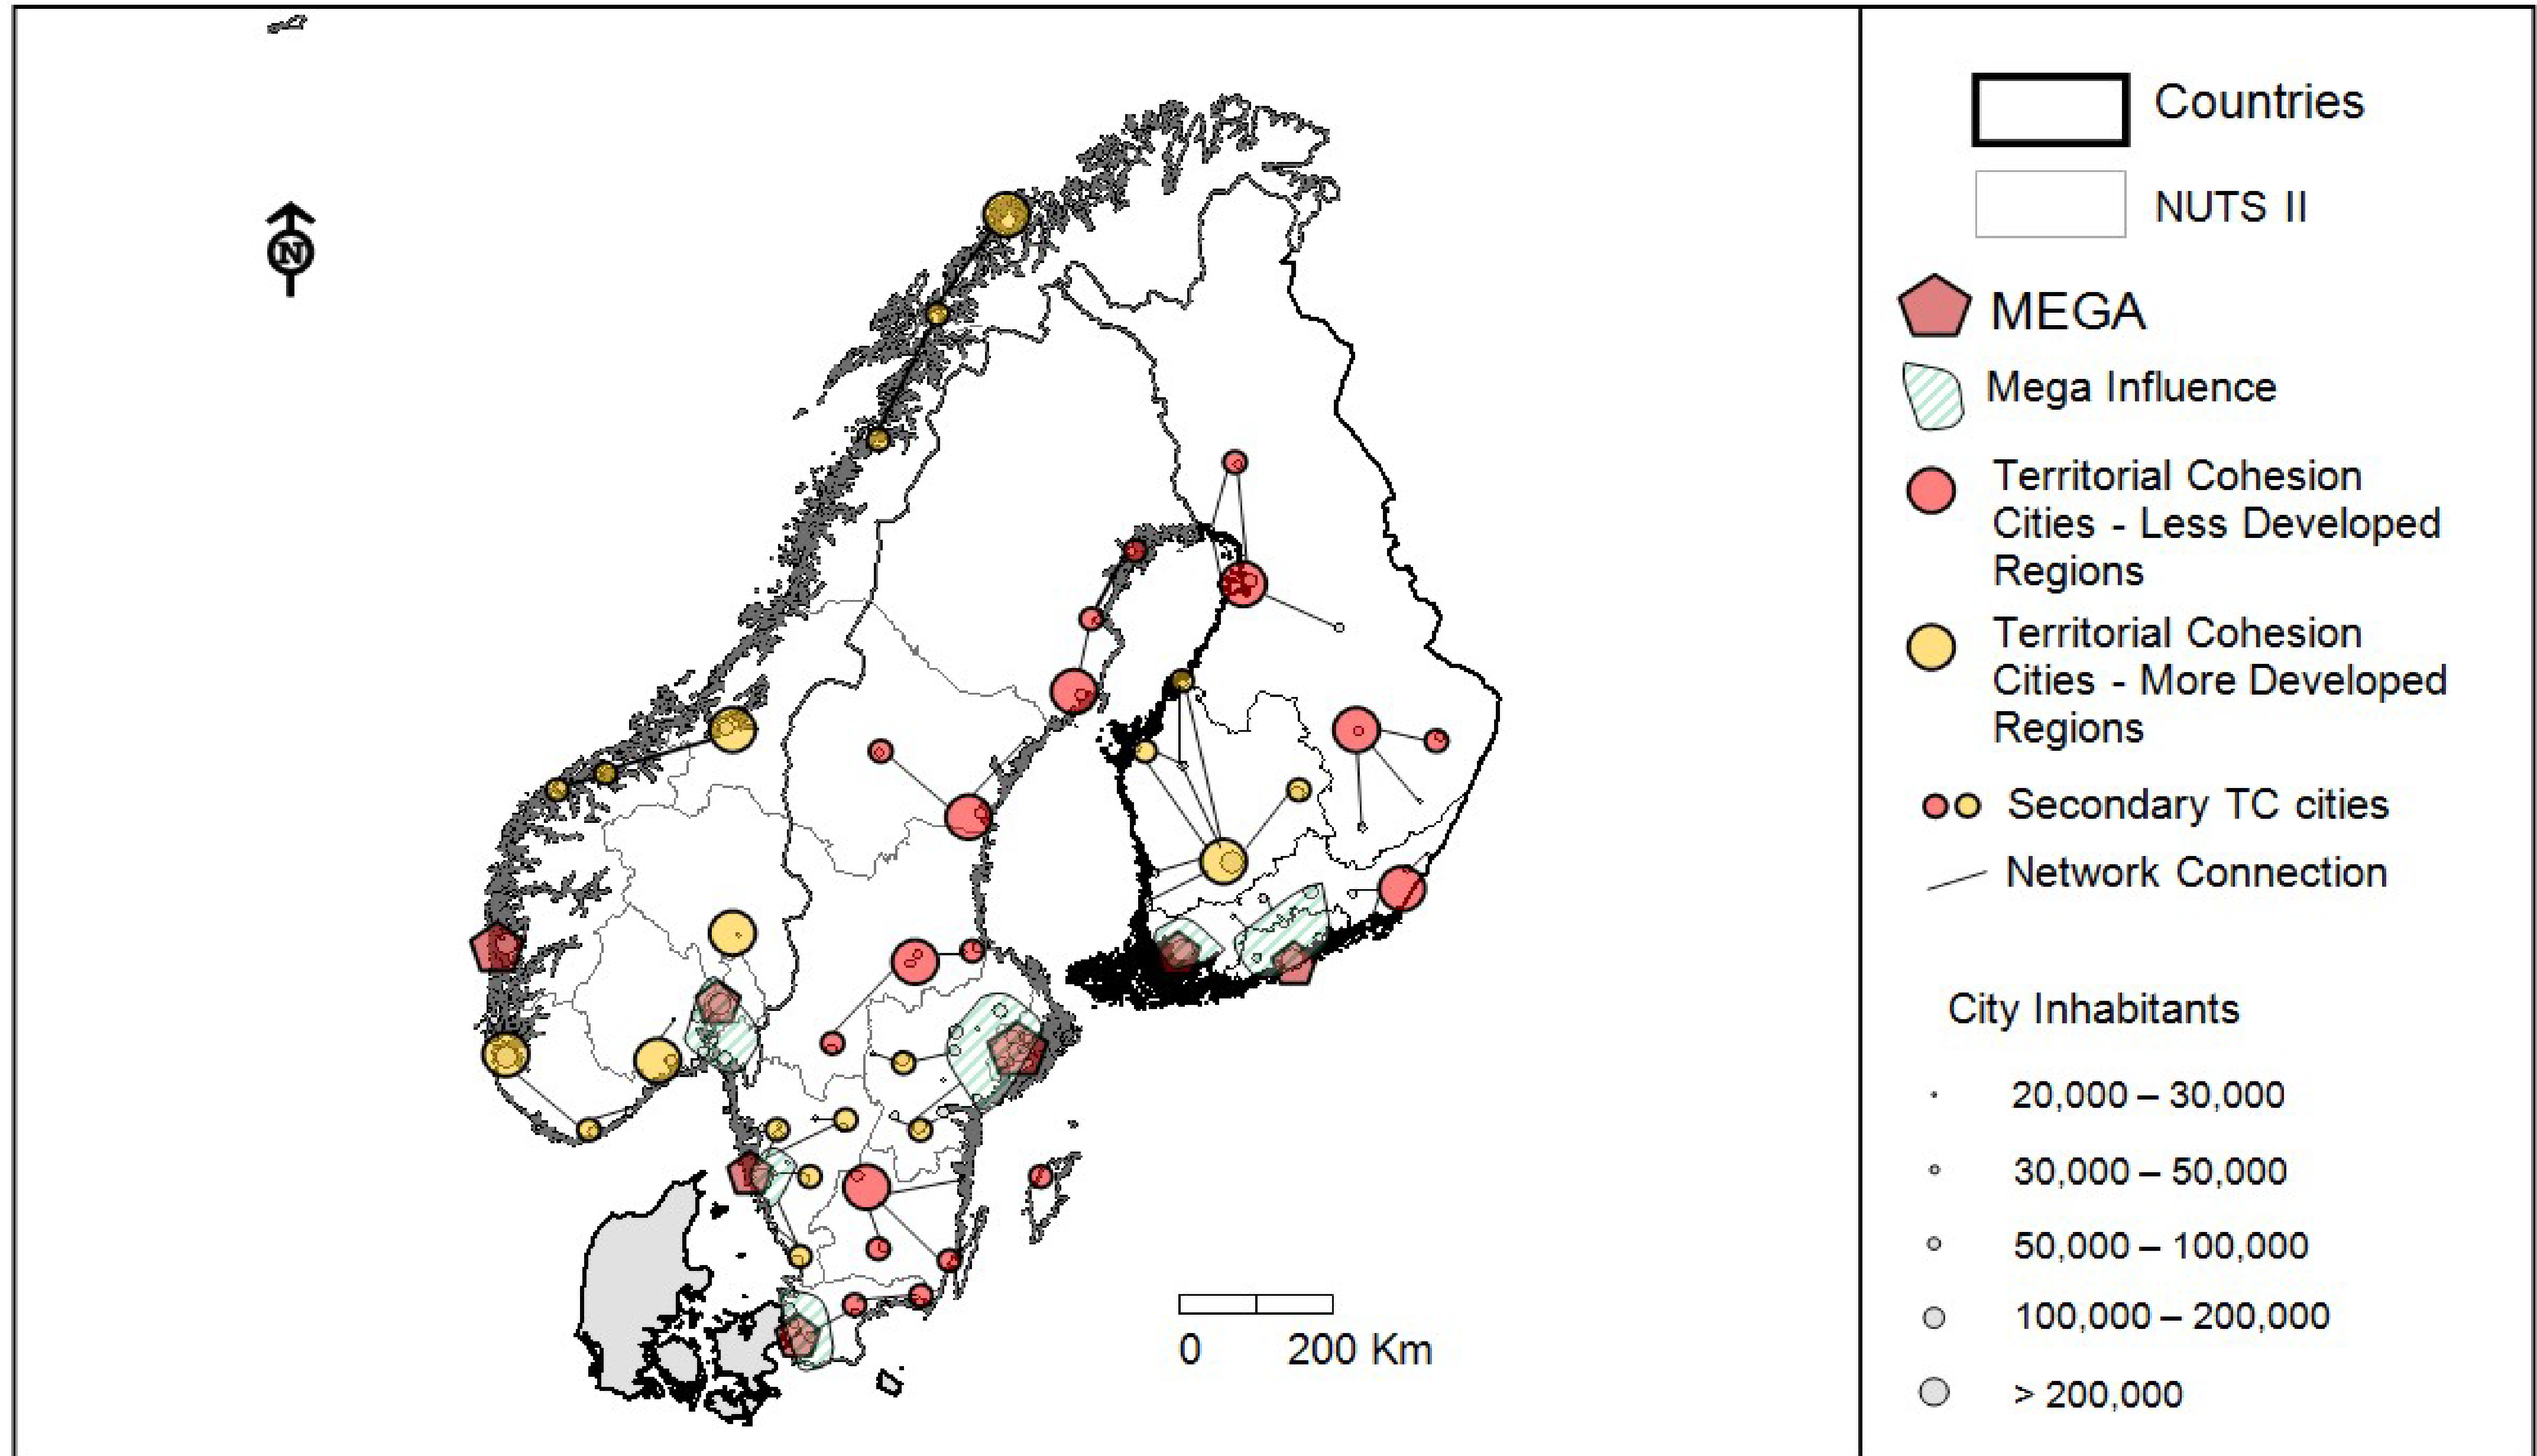 N
0 200 Km
Countries
NUTS II
MEGA
Mega Influence
Territorial Cohesion
Cities - Less Developed
Regions
Territorial Cohesion
Cities - More Developed
Regions
Secondary TC cities
Network Connection
City Inhabitants
20,000 – 30,000
30,000 – 50,000
50,000 – 100,000
100,000 – 200,000
> 200,000